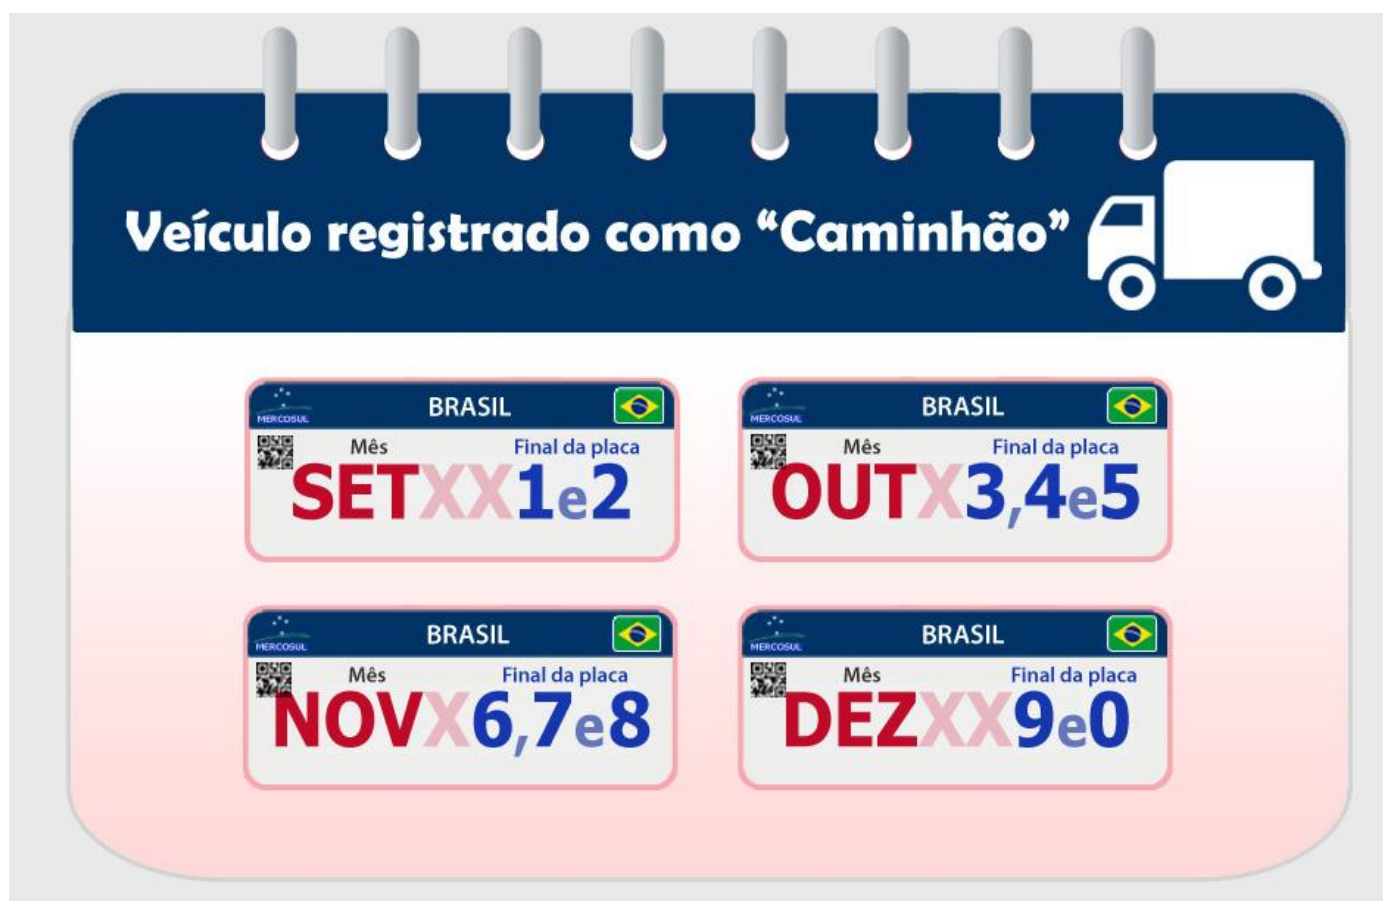 Veículo registrado como “Caminhão”
BRASIL
MERCOSUL
Mês Final da placa
SETXX1e2
BRASIL
MERCOSUL
Mês Final da placa
OUTX3,4e5
BRASIL
MERCOSUL
Mês Final da placa
NOVX6,7e8
BRASIL
MERCOSUL
Mês Final da placa
DEZXX9e0